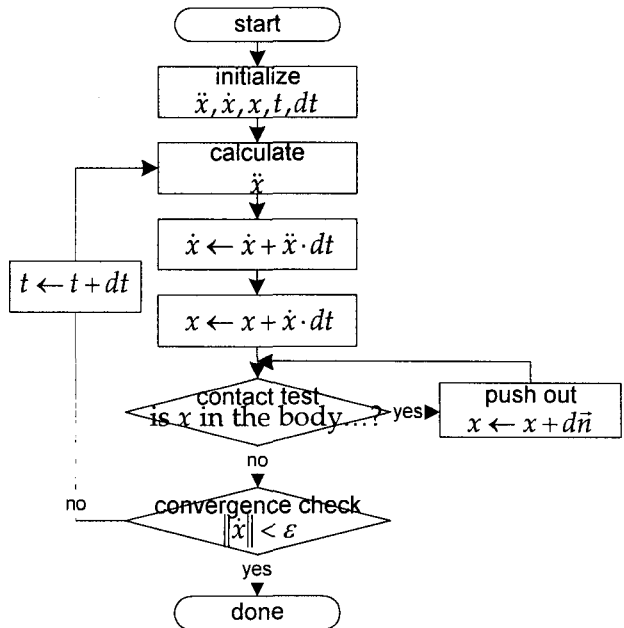 start
initialize
ẍ, ẋ, x, t, dt
calculate
ẍ
ẋ ← ẋ + ẍ · dt
t ← t + dt
x ← x + ẋ · dt
contact test
is x in the body...?
yes
push out
x ← x + dn⃗
no
no
convergence check
‖ẋ‖ < ε
yes
done